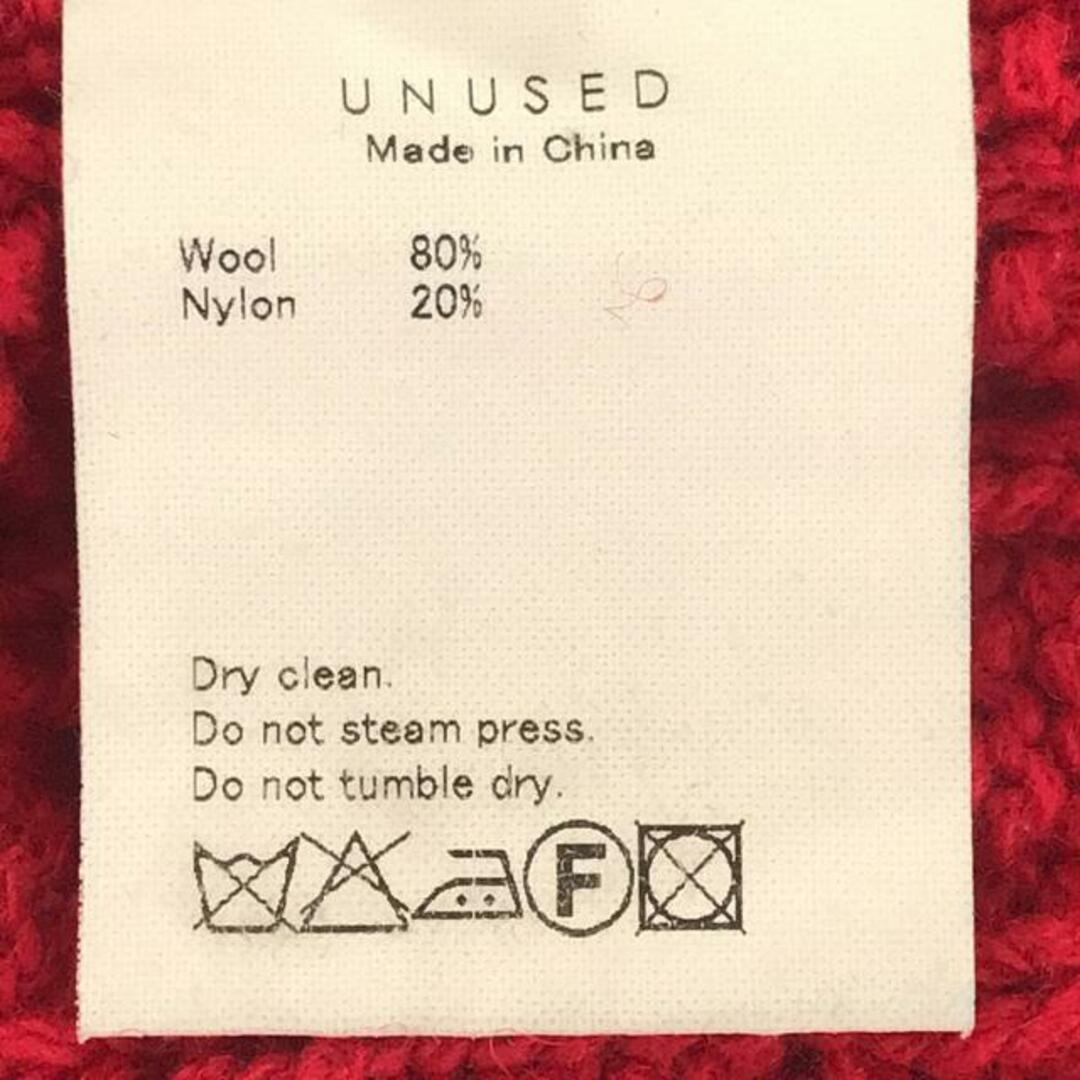 UNUSED
Made in China
Wool 80%
Nylon 20%
Dry clean.
Do not steam press.
Do not tumble dry.
F